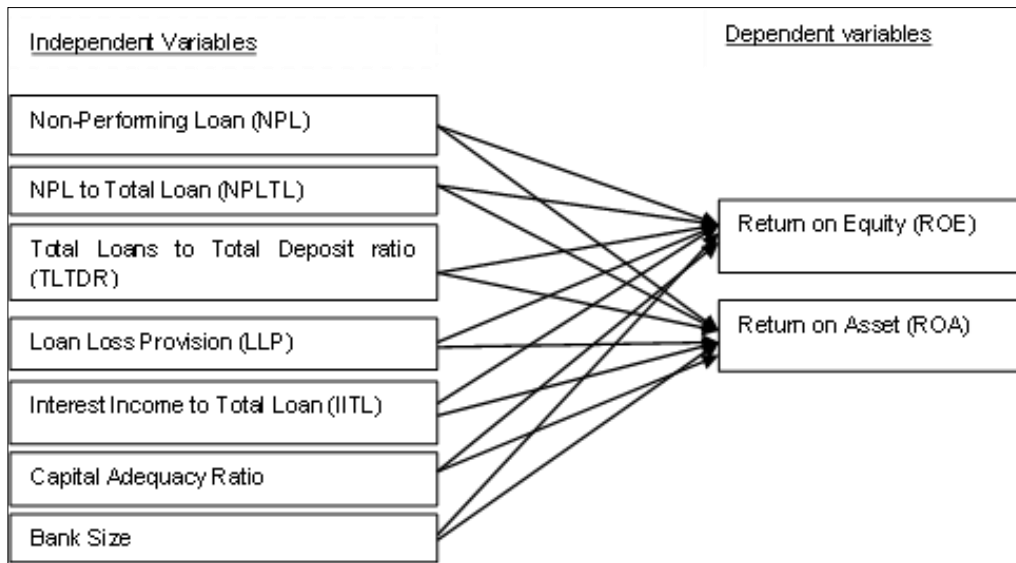 Independent Variables
Dependent variables
Non-Performing Loan (NPL)
NPL to Total Loan (NPLTL)
Total Loans to Total Deposit ratio
(TLTDR)
Loan Loss Provision (LLP)
Interest Income to Total Loan (IITL)
Capital Adequacy Ratio
Bank Size
Return on Equity (ROE)
Return on Asset (ROA)